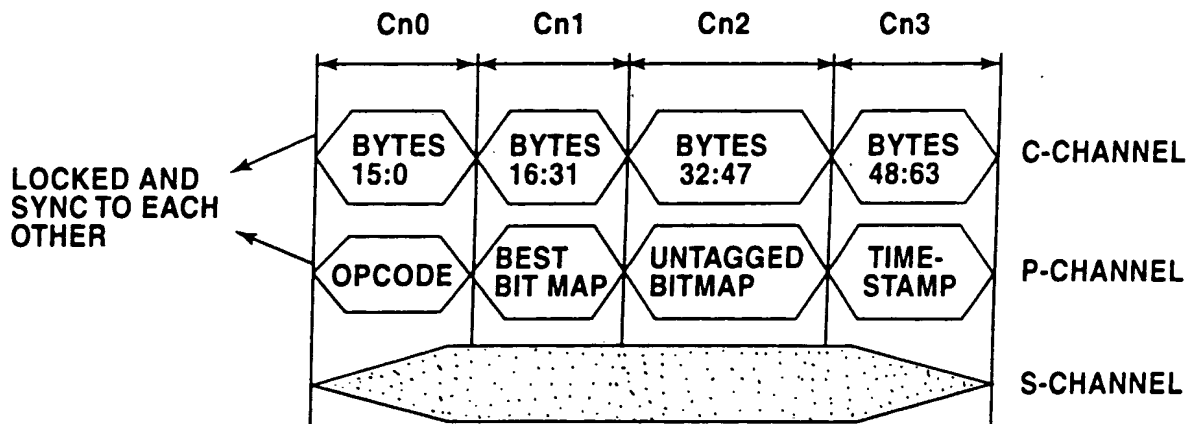 Cn0 Cn1 Cn2 Cn3
BYTES 15:0
BYTES 16:31
BYTES 32:47
BYTES 48:63
C-CHANNEL
LOCKED AND
SYNC TO EACH
OTHER
OPCODE
BEST
BIT MAP
UNTAGGED
BITMAP
TIME-
STAMP
P-CHANNEL
S-CHANNEL